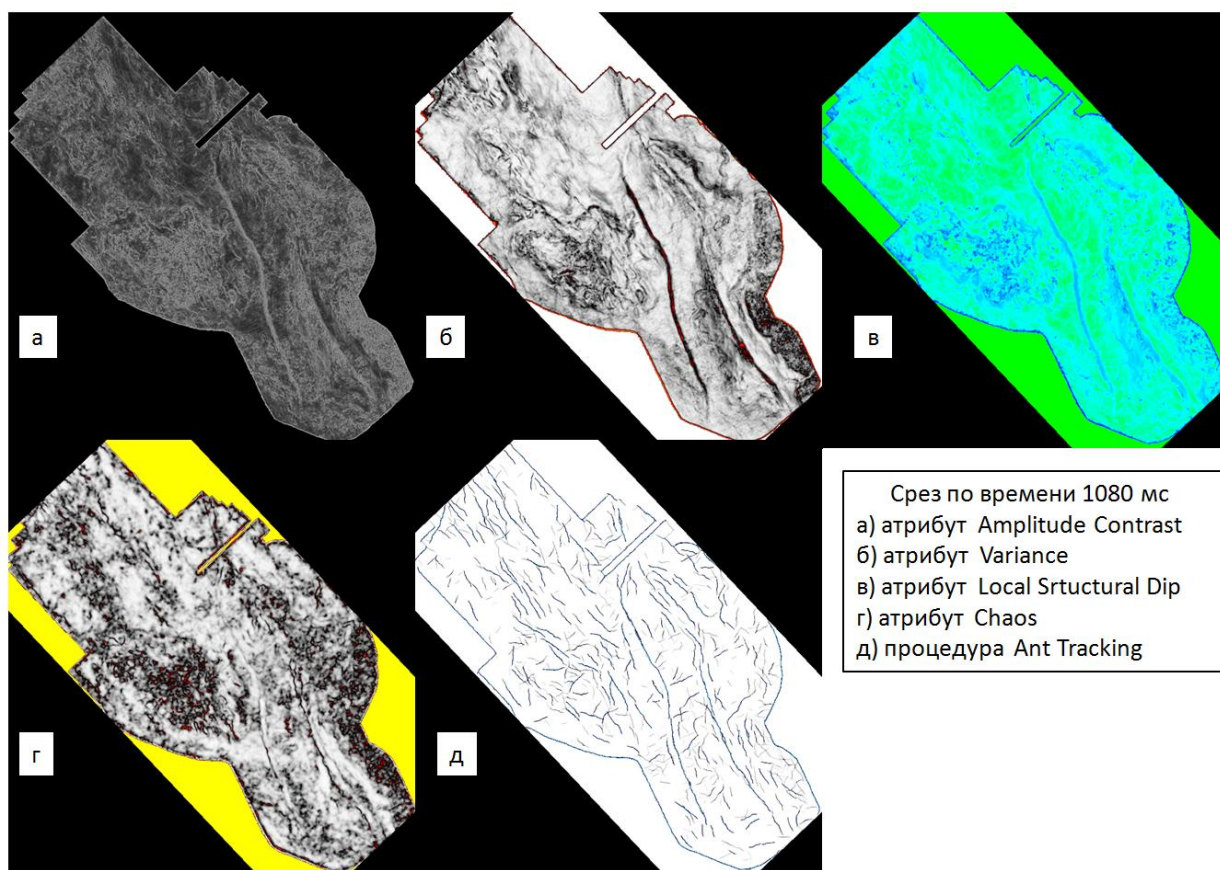 а
б
в
г
д
Срез по времени 1080 мс
а) атрибут Amplitude Contrast
б) атрибут Variance
в) атрибут Local Srtuctural Dip
г) атрибут Chaos
д) процедура Ant Tracking